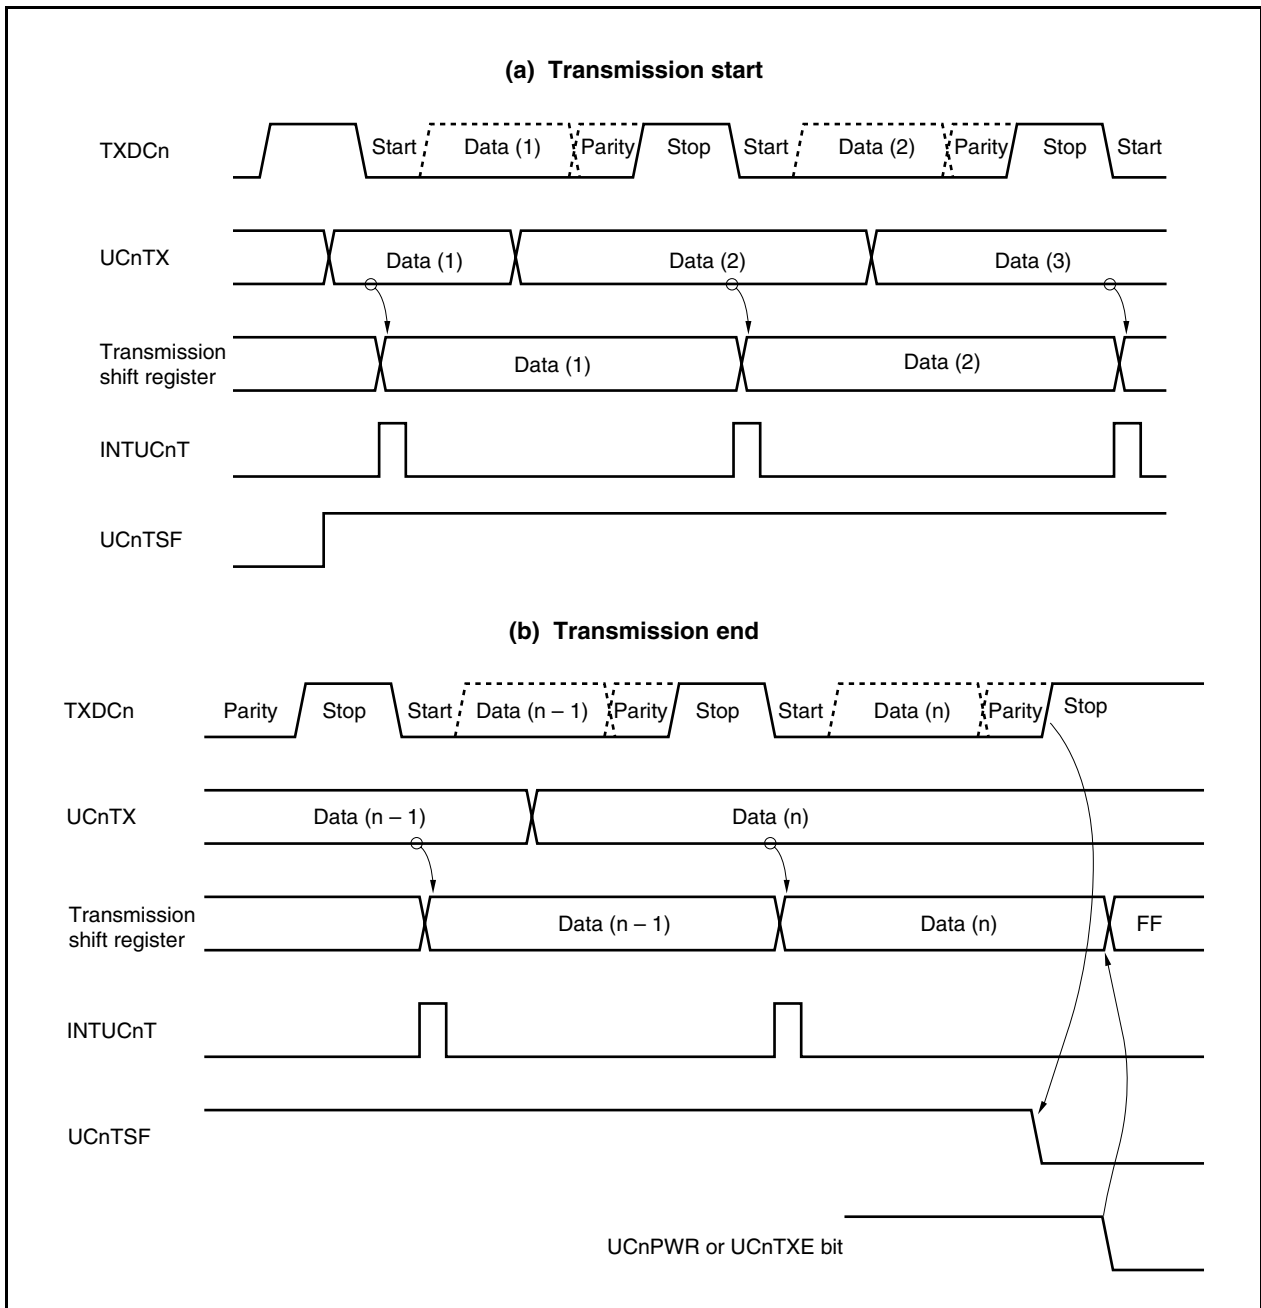 (a) Transmission start
TXDCn
Start Data (1) Parity Stop Start Data (2) Parity Stop Start
UCnTX
Data (1) Data (2) Data (3)
Transmission
shift register
Data (1) Data (2)
INTUCnT
UCnTSF
(b) Transmission end
TXDCn
Parity Stop Start Data (n – 1) Parity Stop Start Data (n) Parity Stop
UCnTX
Data (n – 1) Data (n)
Transmission
shift register
Data (n – 1) Data (n) FF
INTUCnT
UCnTSF
UCnPWR or UCnTXE bit